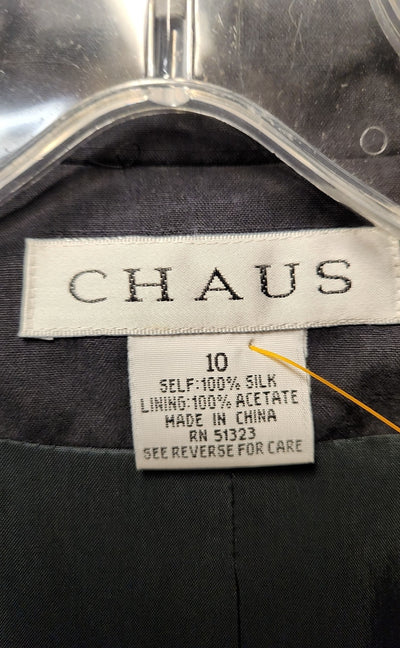 CHAUS
10
SELF:100% SILK
LINING:100% ACETATE
MADE IN CHINA
RN 51323
SEE REVERSE FOR CARE